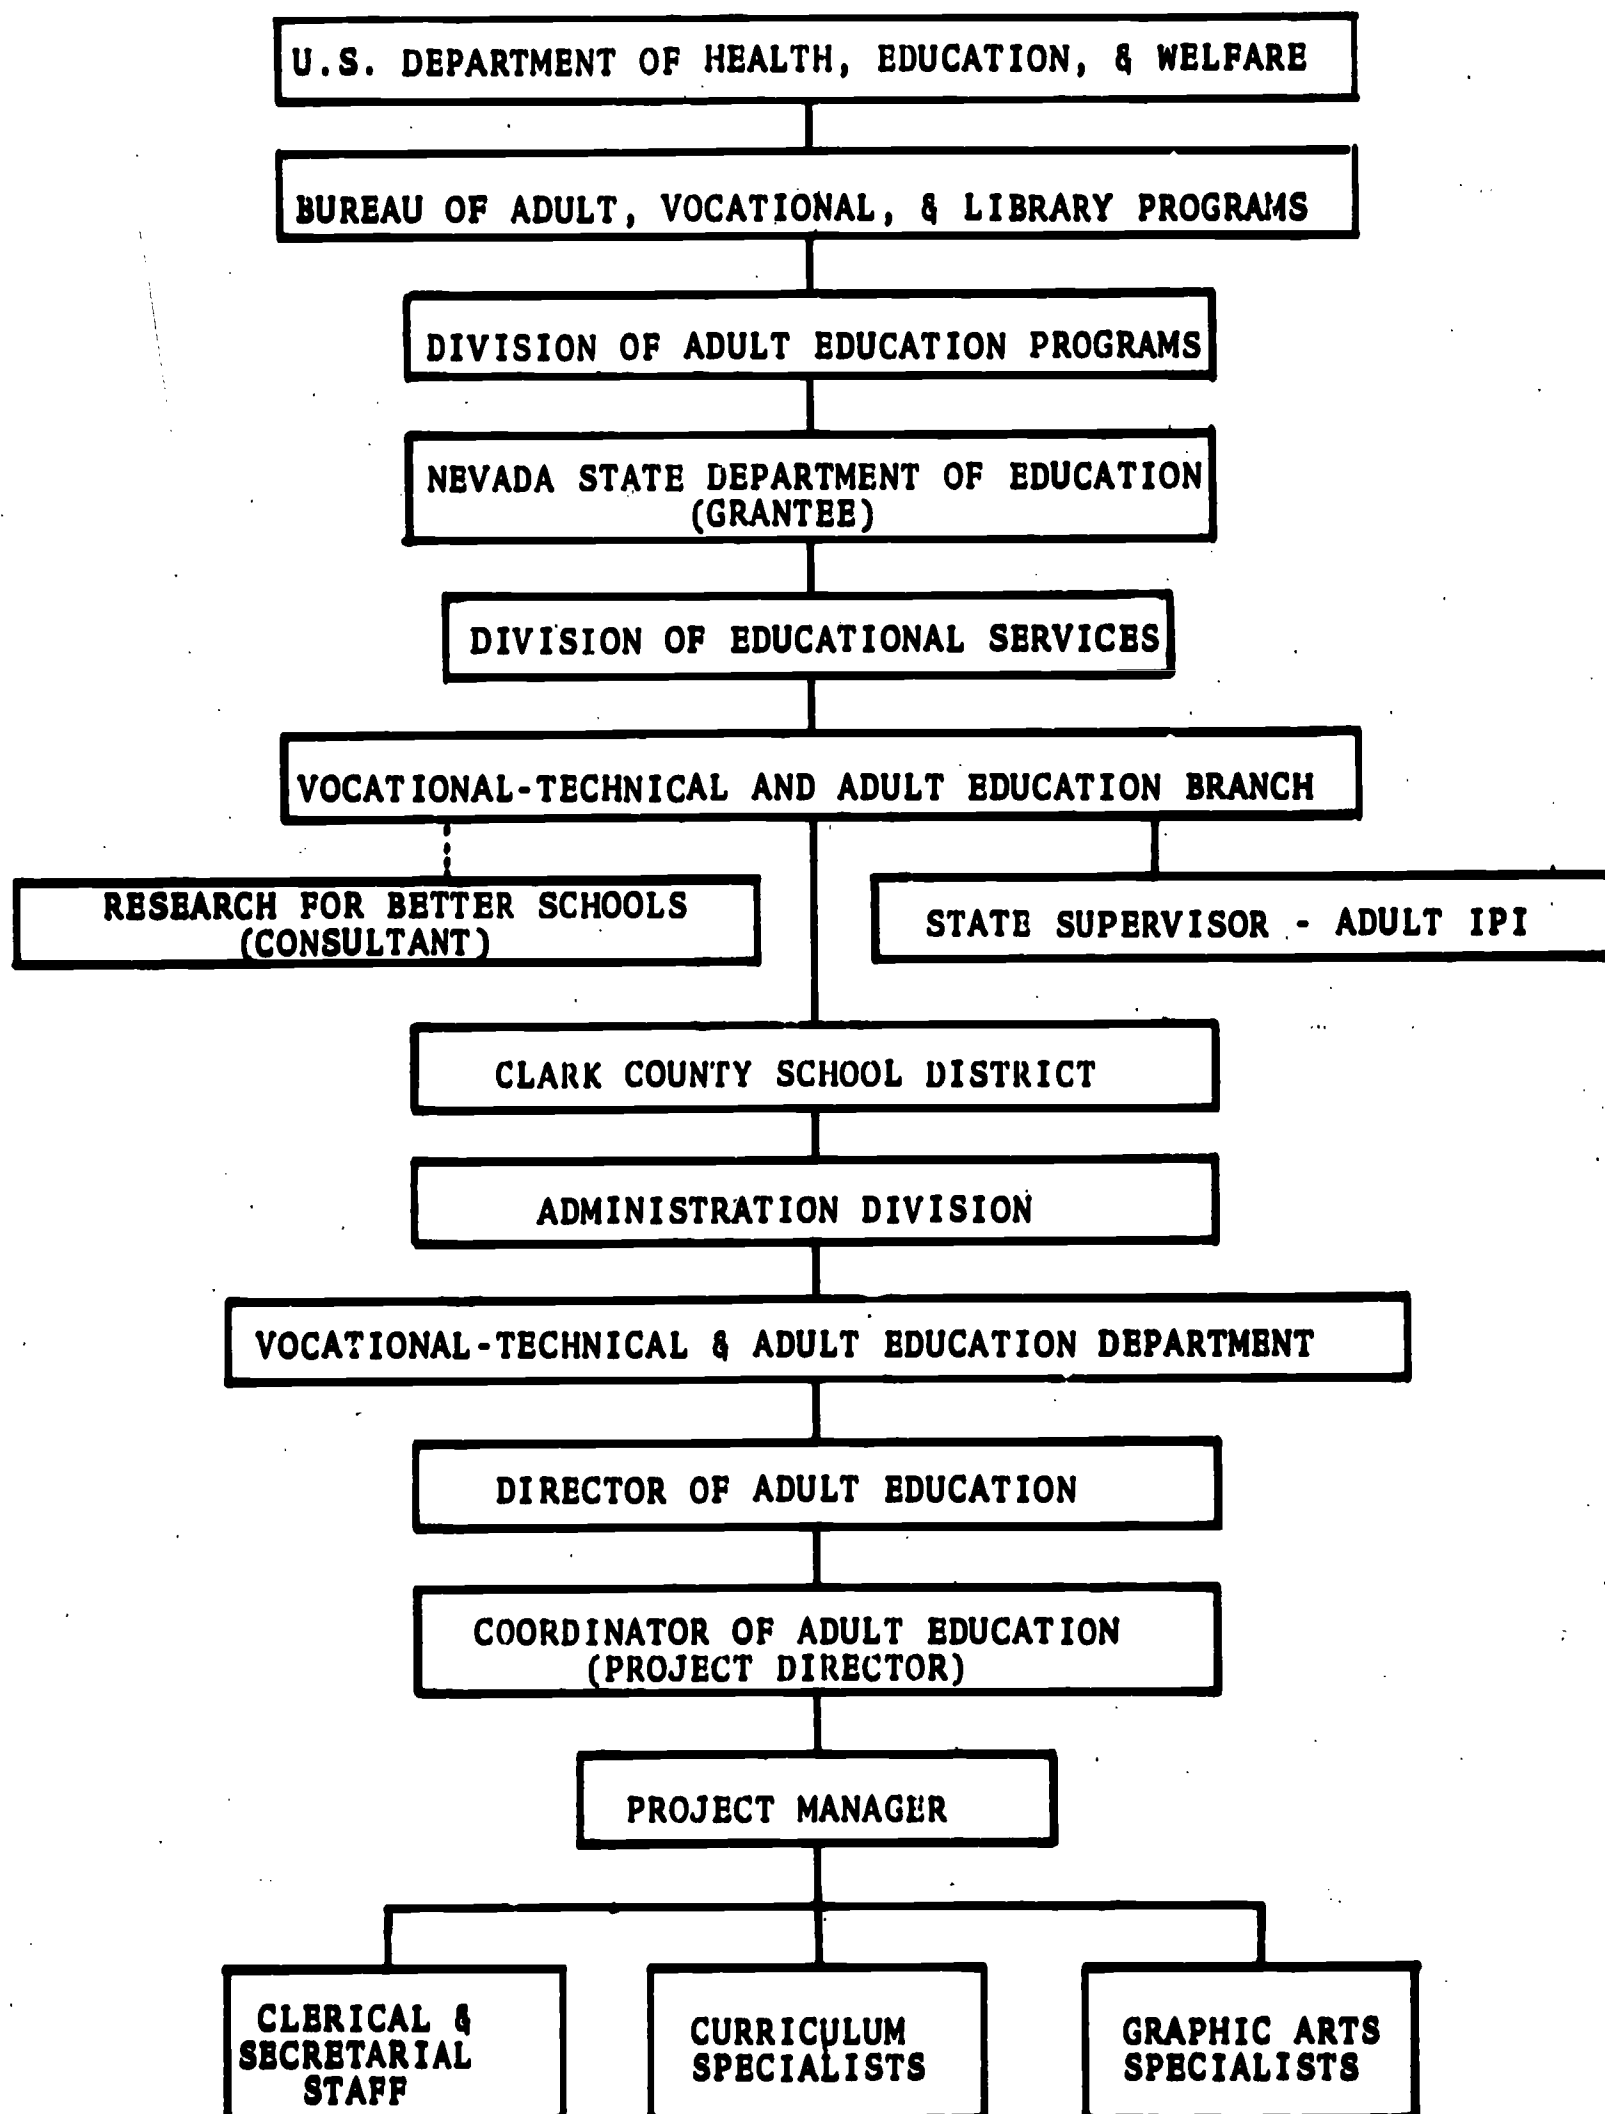 U.S. DEPARTMENT OF HEALTH, EDUCATION, & WELFARE
BUREAU OF ADULT, VOCATIONAL, & LIBRARY PROGRAMS
DIVISION OF ADULT EDUCATION PROGRAMS
NEVADA STATE DEPARTMENT OF EDUCATION
(GRANTEE)
DIVISION OF EDUCATIONAL SERVICES
VOCATIONAL-TECHNICAL AND ADULT EDUCATION BRANCH
RESEARCH FOR BETTER SCHOOLS
(CONSULTANT)
STATE SUPERVISOR - ADULT IPI
CLARK COUNTY SCHOOL DISTRICT
ADMINISTRATION DIVISION
VOCATIONAL-TECHNICAL & ADULT EDUCATION DEPARTMENT
DIRECTOR OF ADULT EDUCATION
COORDINATOR OF ADULT EDUCATION
(PROJECT DIRECTOR)
PROJECT MANAGER
CLERICAL &
SECRETARIAL
STAFF
CURRICULUM
SPECIALISTS
GRAPHIC ARTS
SPECIALISTS